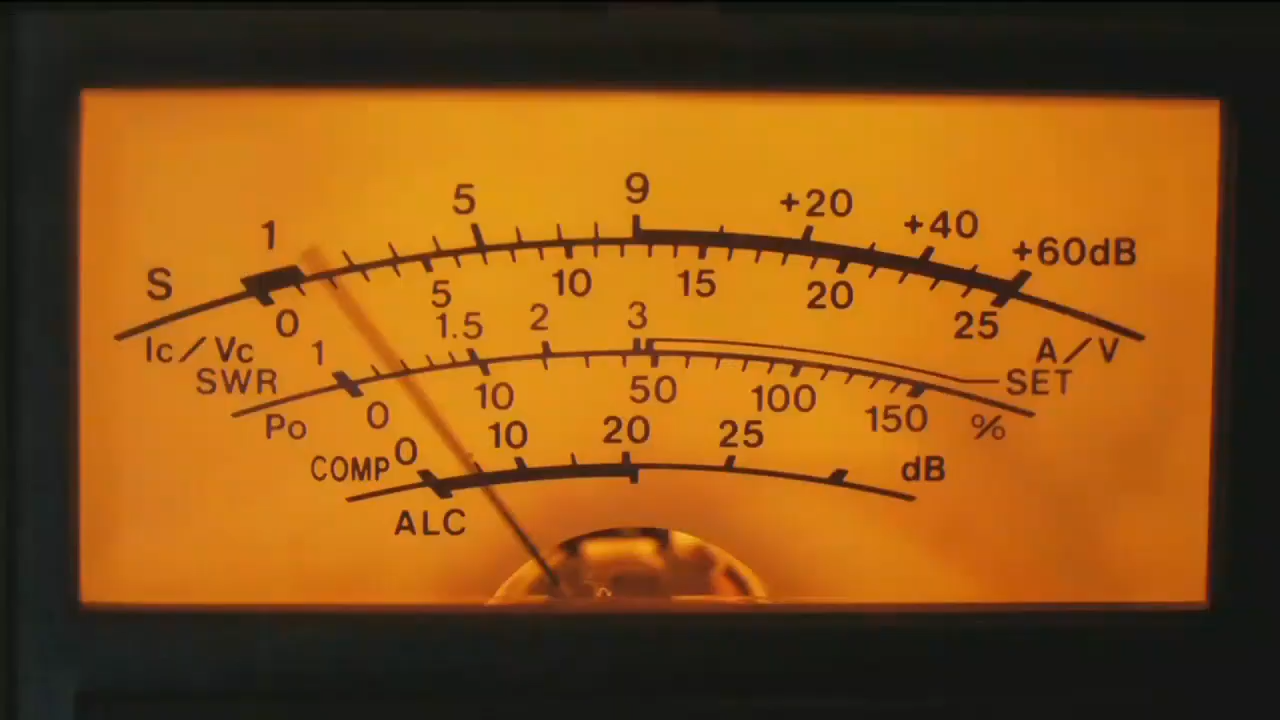 1 5 9 +20 +40 +60dB
S
0 5 10 15 20 25
Ic/Vc A/V
1 1.5 2 3
SWR SET
Po 0 10 50 100 150 %
COMP 0 10 20 25 dB
ALC